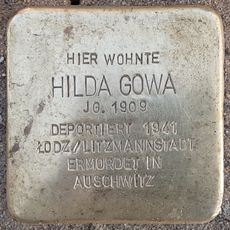 HIER WOHNTE
HILDA GOWA
JG. 1909
DEPORTIERT 1941
ŁODZ/LITZMANNSTADT
ERMORDET IN
AUSCHWITZ